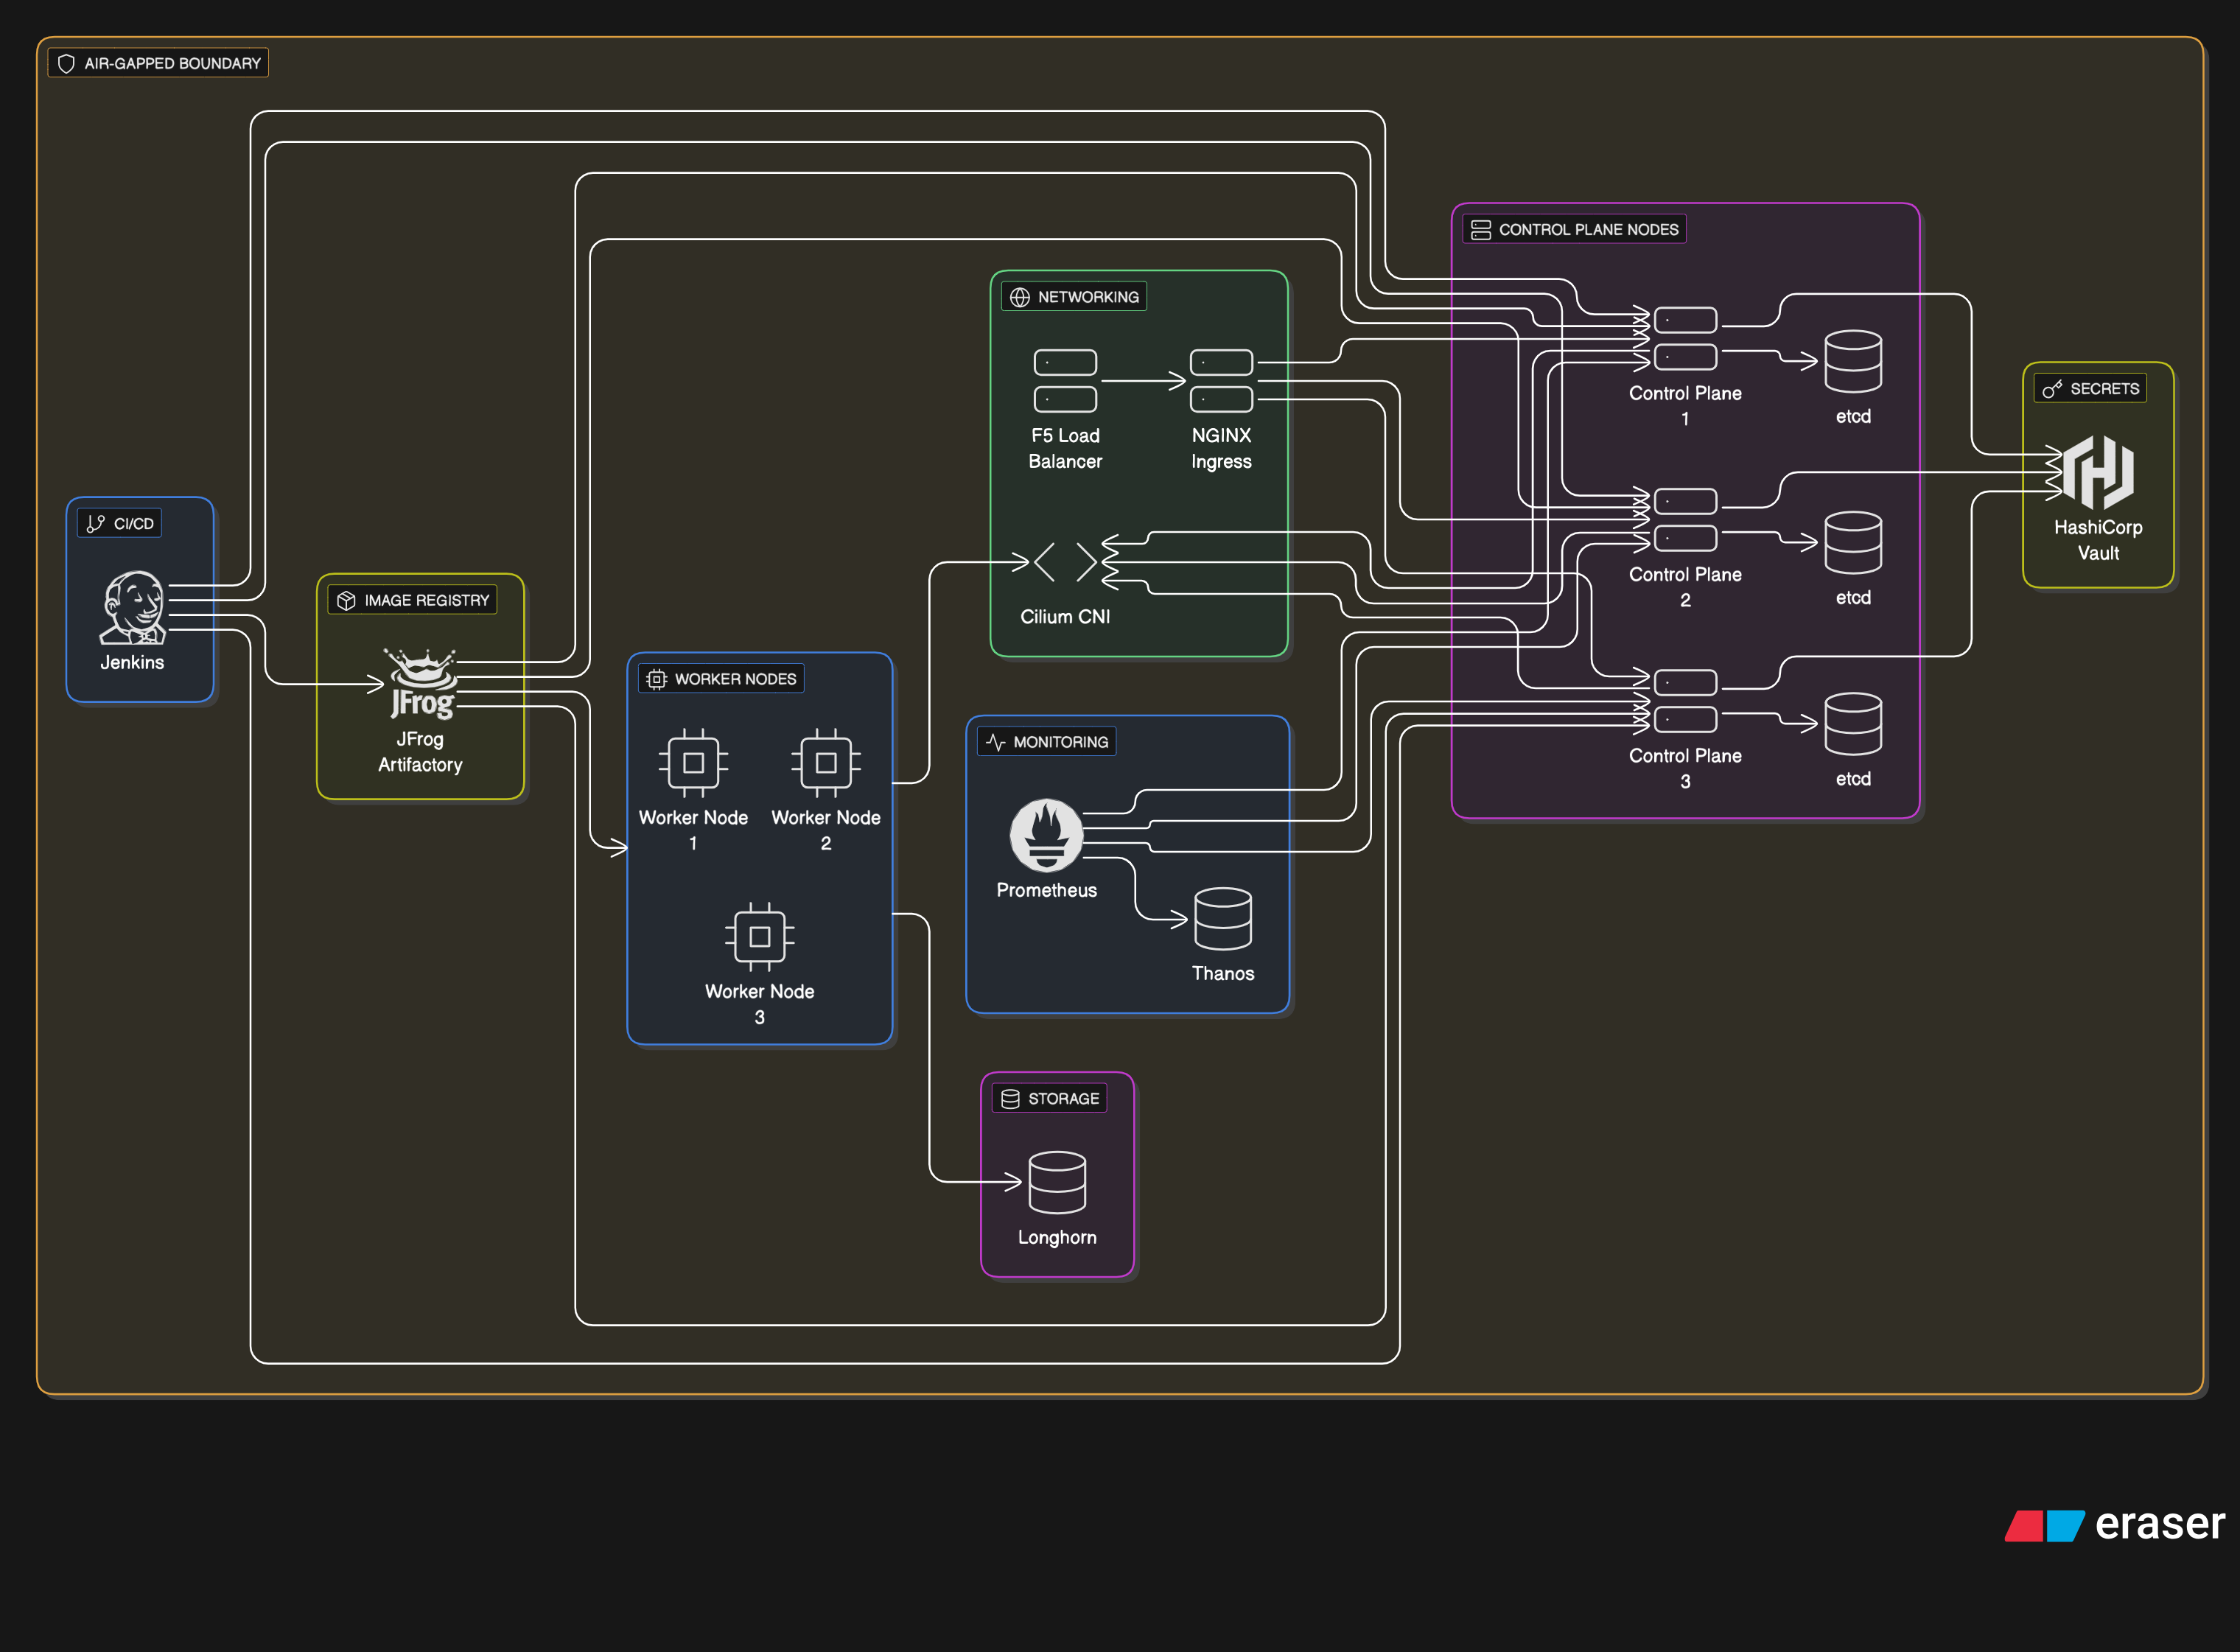 AIR-GAPPED BOUNDARY
CONTROL PLANE NODES
NETWORKING
F5 Load
Balancer
NGINX
Ingress
Cilium CNI
Control Plane
1
etcd
Control Plane
2
etcd
Control Plane
3
etcd
SECRETS
HashiCorp
Vault
CI/CD
Jenkins
IMAGE REGISTRY
JFrog
JFrog
Artifactory
WORKER NODES
Worker Node
1
Worker Node
2
Worker Node
3
MONITORING
Prometheus
Thanos
STORAGE
Longhorn
eraser